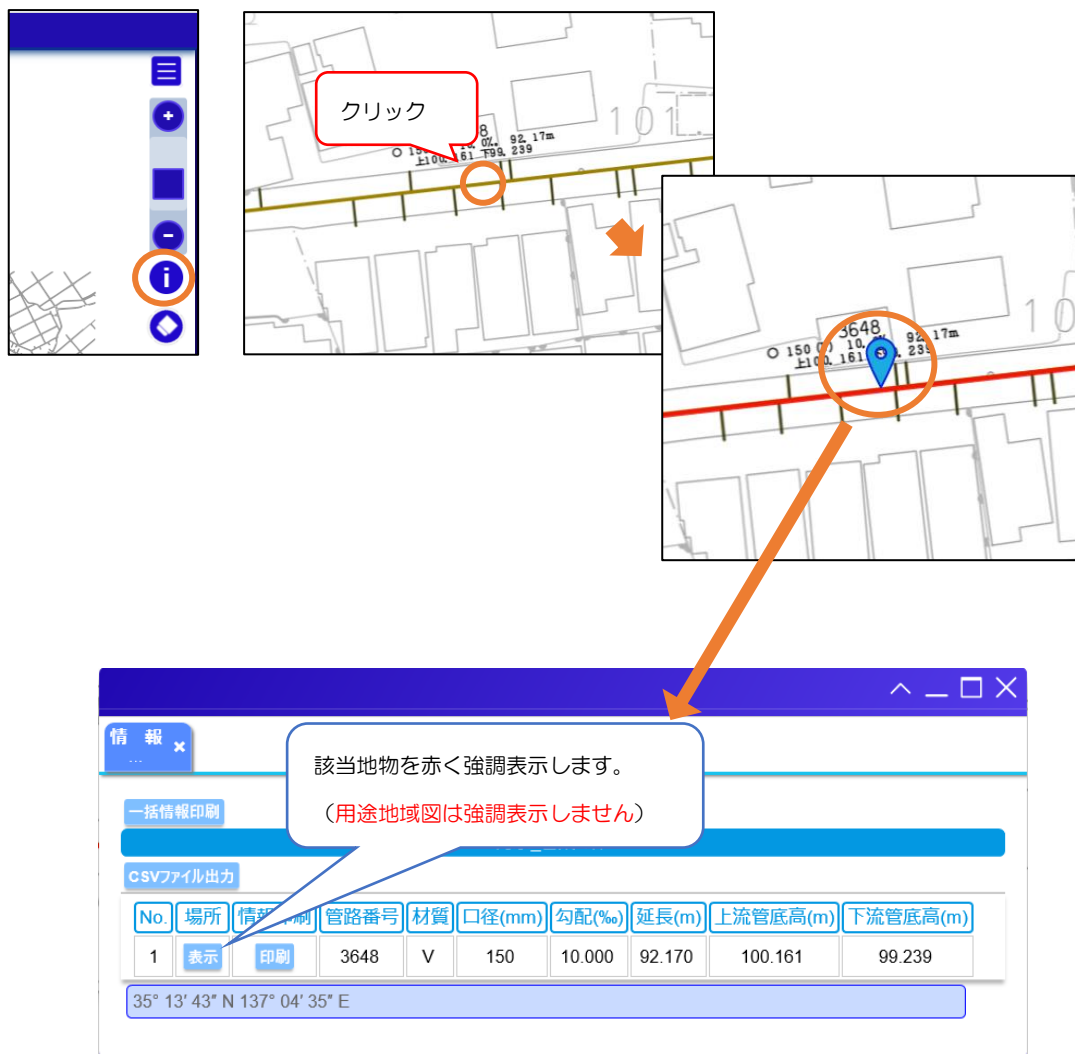 クリック
101
92.17m
239
3648
10
150
92.17m
10.
上100.161
239
情 報 ×
...
該当地物を赤く強調表示します。
(用途地域図は強調表示しません)
一括情報印刷
CSVファイル出力
No. 場所 管路番号 材質 口径(mm) 勾配(‰) 延長(m) 上流管底高(m) 下流管底高(m)
1 表示 印刷 3648 V 150 10.000 92.170 100.161 99.239
35° 13′ 43″ N 137° 04′ 35″ E